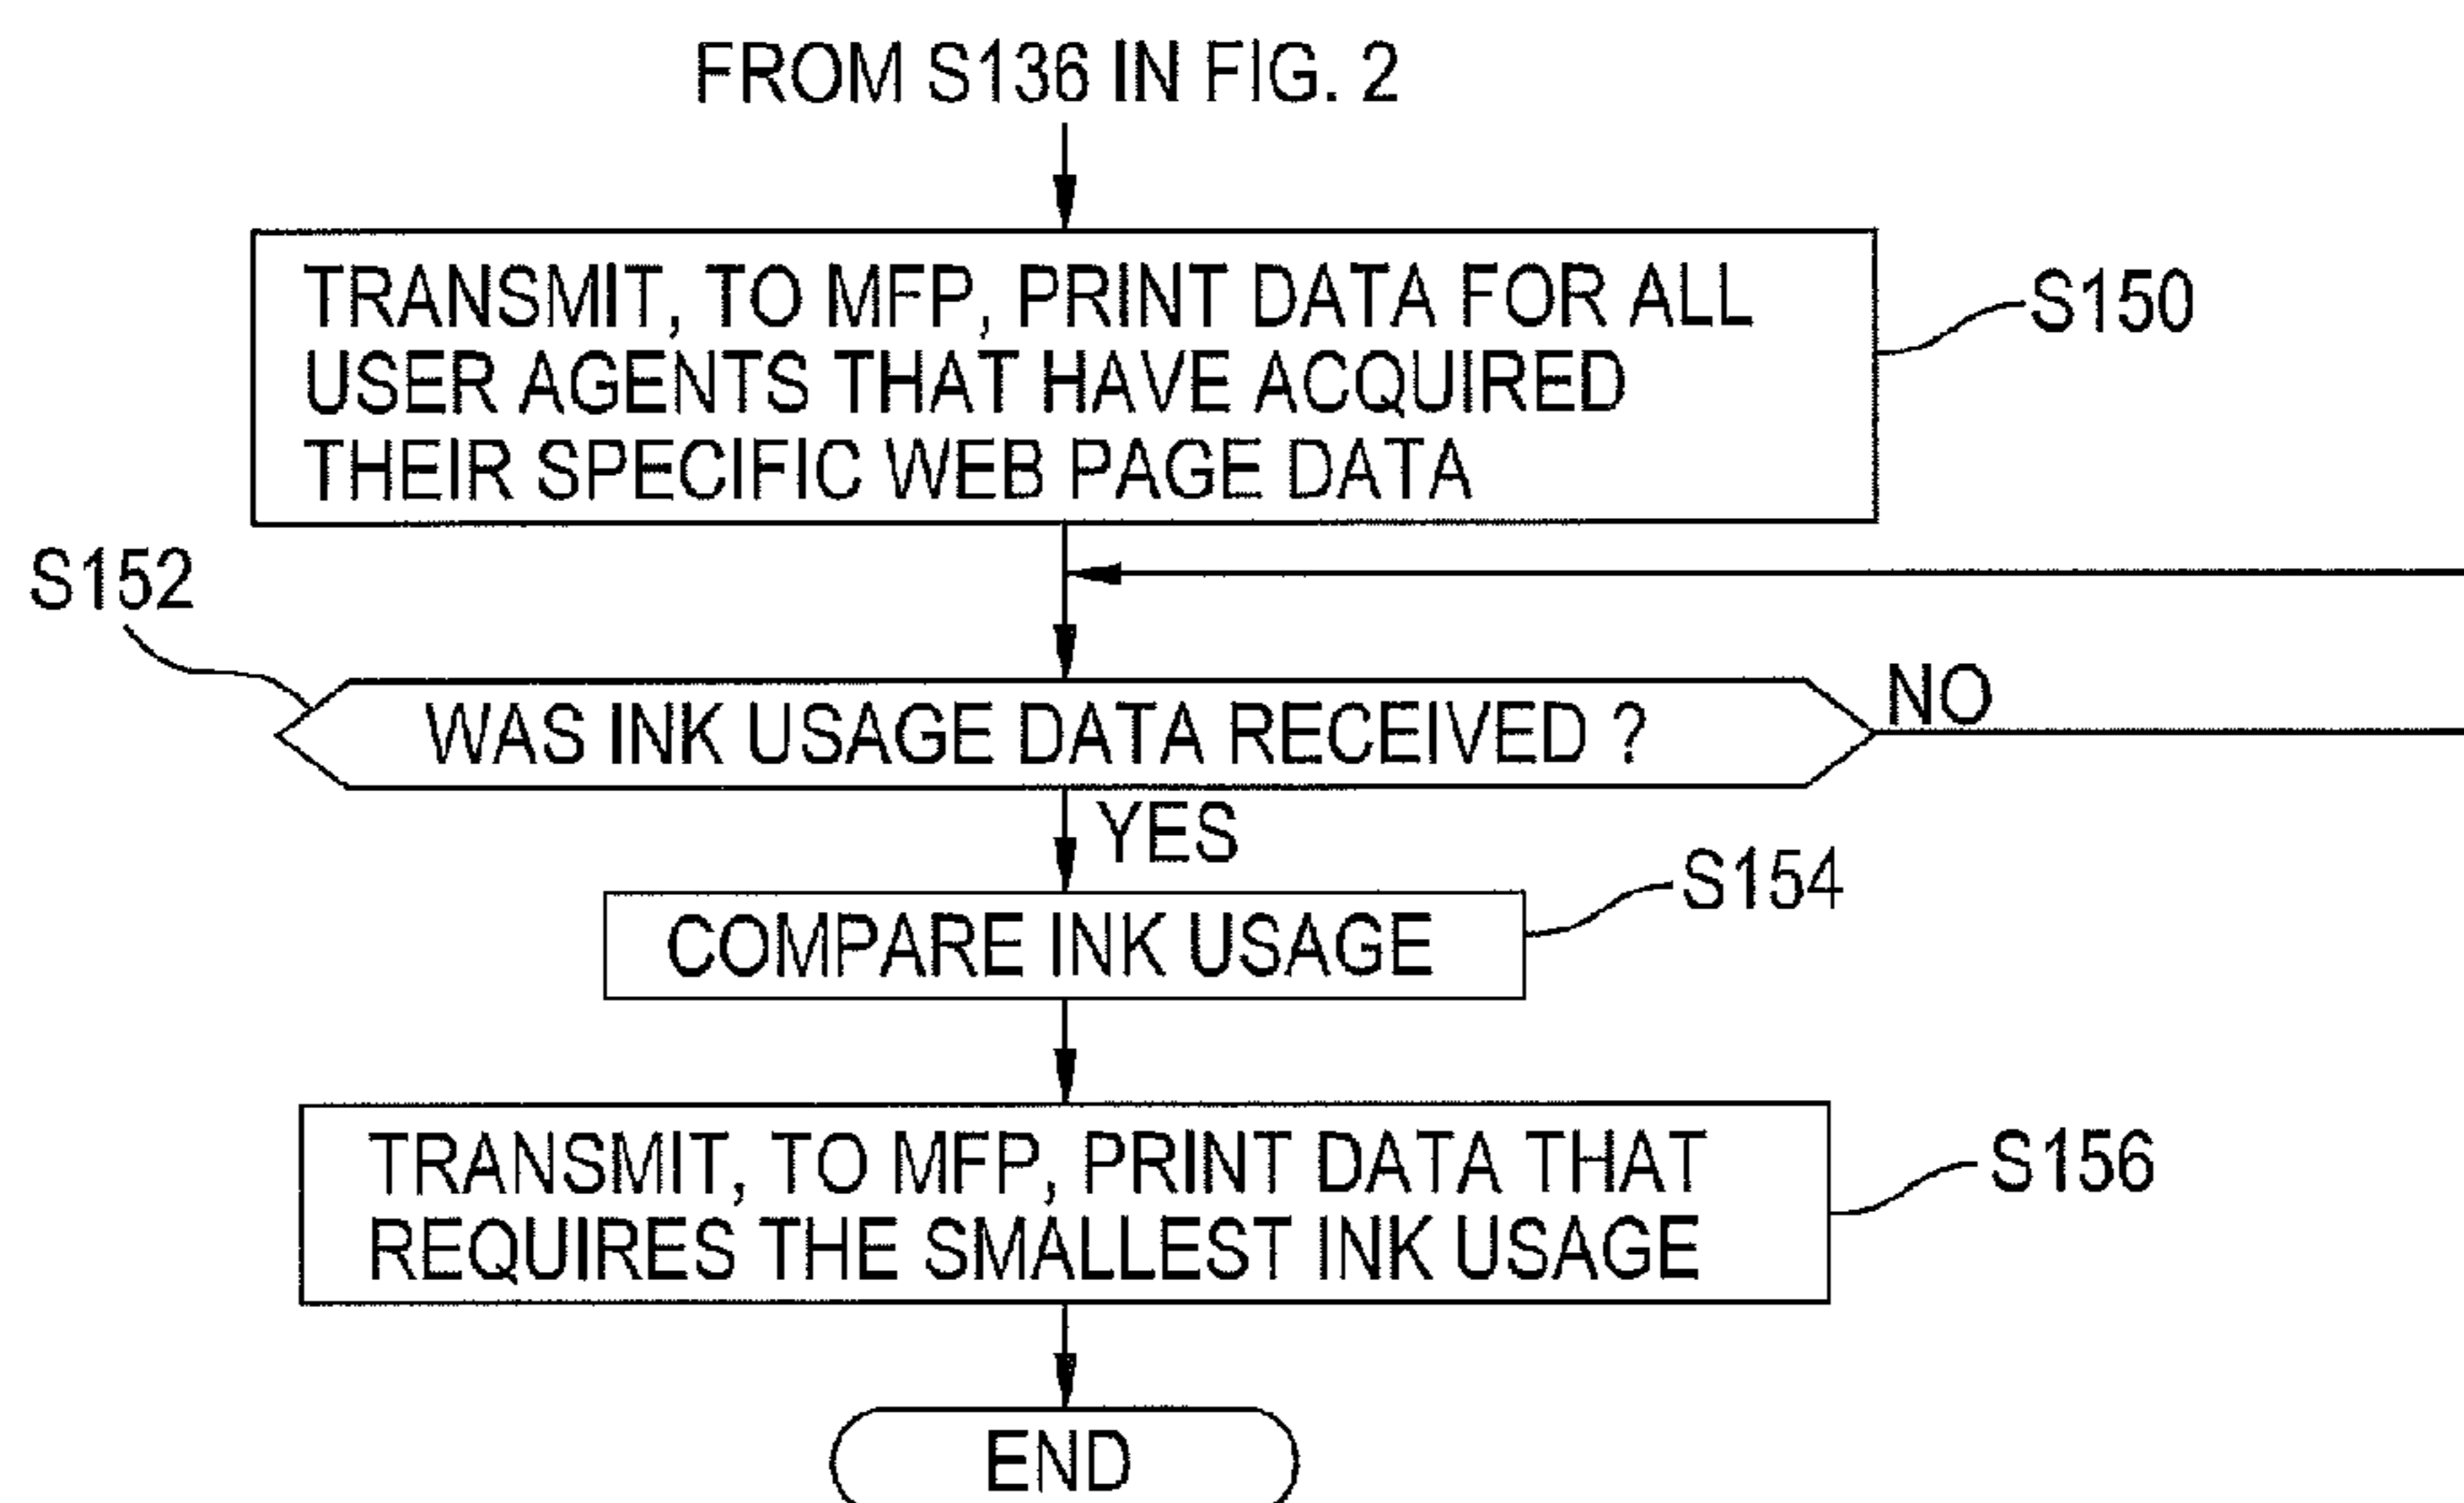 FROM S136 IN FIG. 2
TRANSMIT, TO MFP, PRINT DATA FOR ALL
USER AGENTS THAT HAVE ACQUIRED
THEIR SPECIFIC WEB PAGE DATA
S150
S152
WAS INK USAGE DATA RECEIVED ?
NO
YES
COMPARE INK USAGE
S154
TRANSMIT, TO MFP, PRINT DATA THAT
REQUIRES THE SMALLEST INK USAGE
S156
END